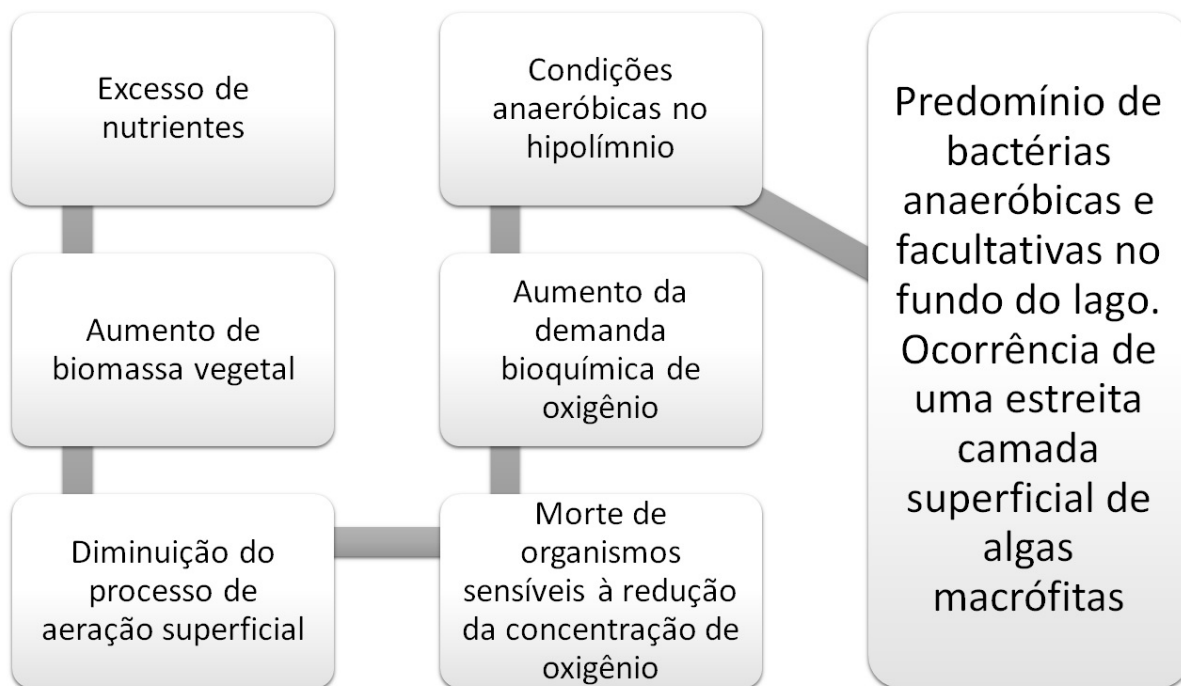 Excesso de
nutrientes
Aumento de
biomassa vegetal
Diminuição do
processo de
aeração superficial
Morte de
organismos
sensíveis à redução
da concentração de
oxigênio
Aumento da
demanda
bioquímica de
oxigênio
Condições
anaeróbicas no
hipolímnio
Predomínio de
bactérias
anaeróbicas e
facultativas no
fundo do lago.
Ocorrência de
uma estreita
camada
superficial de
algas
macrófitas